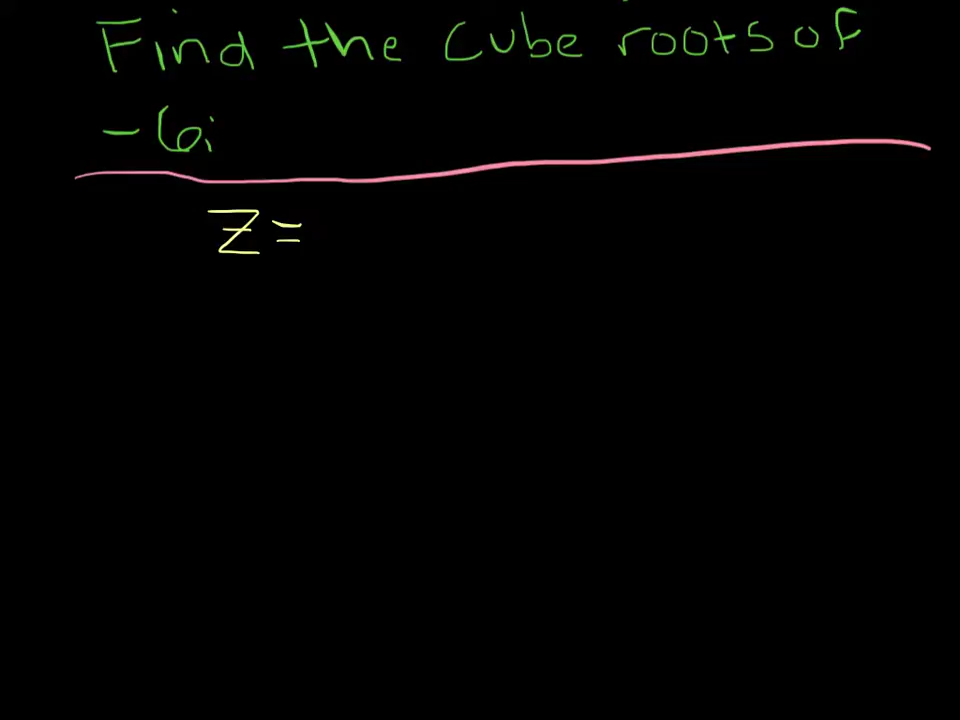 Find the cube roots of
-6i
Z =